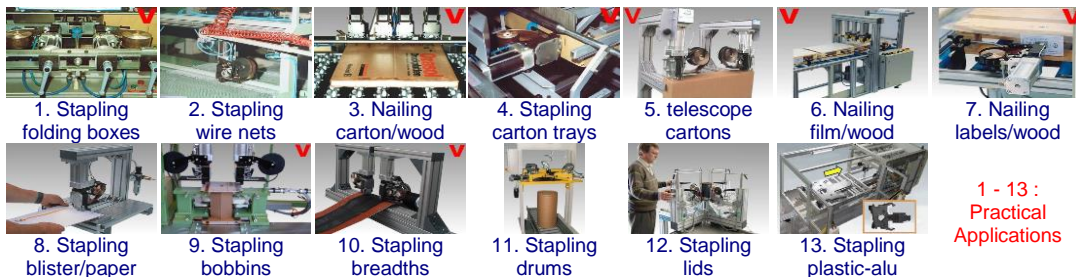 V V V V V V V
1. Stapling folding boxes
2. Stapling wire nets
3. Nailing carton/wood
4. Stapling carton trays
5. telescope cartons
6. Nailing film/wood
7. Nailing labels/wood
V V
8. Stapling blister/paper
9. Stapling bobbins
10. Stapling breadths
11. Stapling drums
12. Stapling lids
13. Stapling plastic-alu
1 - 13 :
Practical
Applications